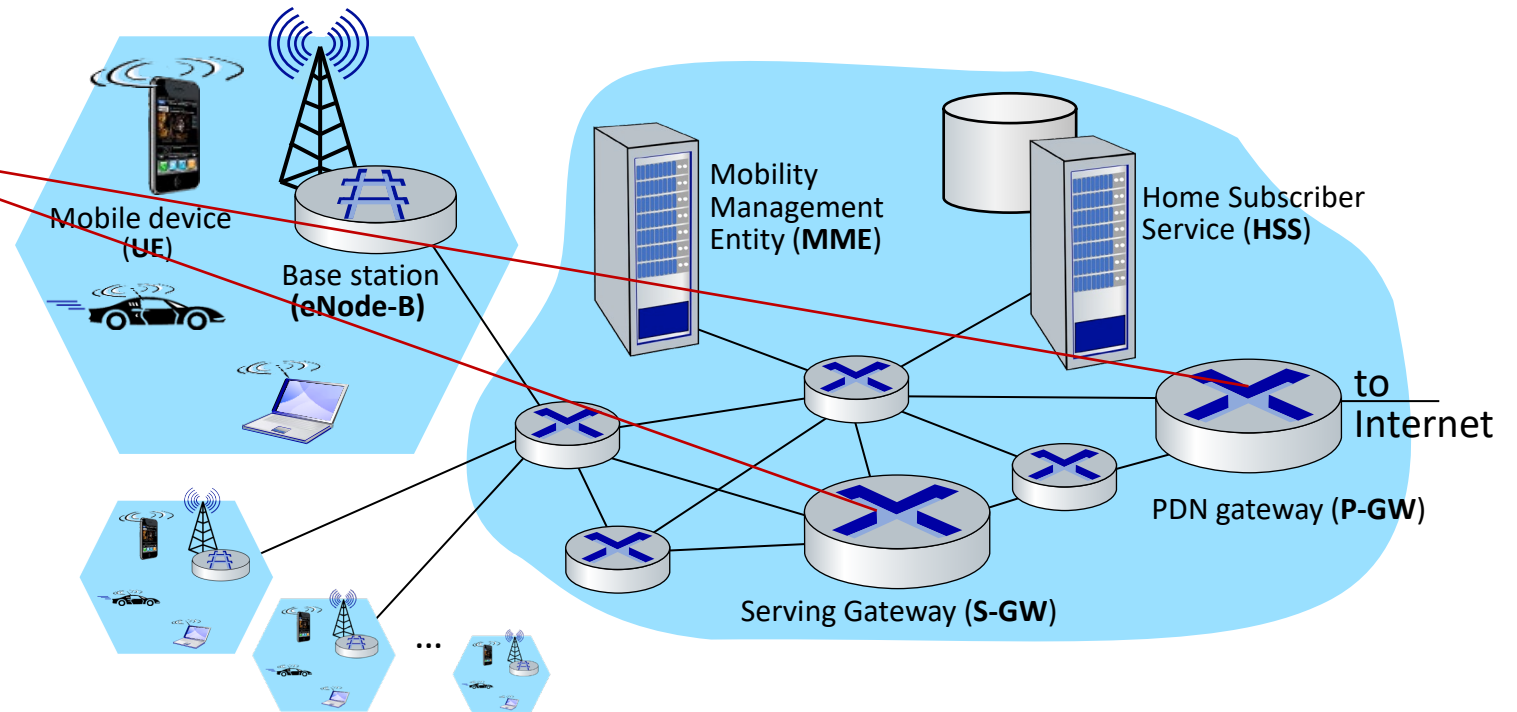 Mobile device
(UE)
Base station
(eNode-B)
Mobility
Management
Entity (MME)
Home Subscriber
Service (HSS)
to
Internet
PDN gateway (P-GW)
Serving Gateway (S-GW)
...